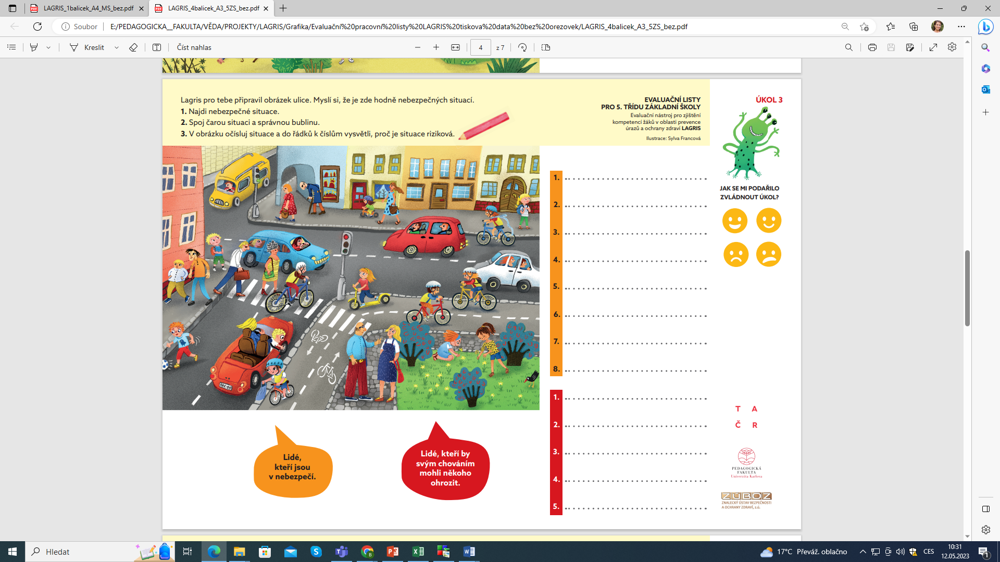 LAGRIS_1balicek_A4_MS_bez.pdf
LAGRIS_4balicek_A3_5ZS_bez.pdf
Soubor
E:/PEDAGOGICKA__FAKULTA/VĚDA/PROJEKTY/LAGRIS/Grafika/Evaluační%20pracovní%20listy%20LAGRIS%20tiskova%20data%20bez%20orezovek/LAGRIS_4balicek_A3_5ZS_bez.pdf
Kreslit
Číst nahlas
4
z 7
Lagris pro tebe připravil obrázek ulice. Myslí si, že je zde hodně nebezpečných situací.
1. Najdi nebezpečné situace.
2. Spoj čarou situaci a správnou bublinu.
3. V obrázku očísluj situace a do řádků k číslům vysvětli, proč je situace riziková.
EVALUAČNÍ LISTY
PRO 5. TŘÍDU ZÁKLADNÍ ŠKOLY
Evaluační nástroj pro zjištění
kompetencí žáků v oblasti prevence
úrazů a ochrany zdraví LAGRIS
Ilustrace: Sylva Francová
ÚKOL 3
JAK SE MI PODAŘILO
ZVLÁDNOUT ÚKOL?
1.
2.
3.
4.
5.
6.
7.
8.
1.
2.
3.
4.
5.
ABC-00
Lidé,
kteří jsou
v nebezpečí.
Lidé, kteří by
svým chováním
mohli někoho
ohrozit.
T A
Č R
PEDAGOGICKÁ
FAKULTA
Univerzita Karlova
ZÚBOZ
ZNALECKÝ ÚSTAV BEZPEČNOSTI
A OCHRANY ZDRAVÍ, z.ú.
Hledat
17°C Převáž. oblačno
CES
10:31
12.05.2023
1